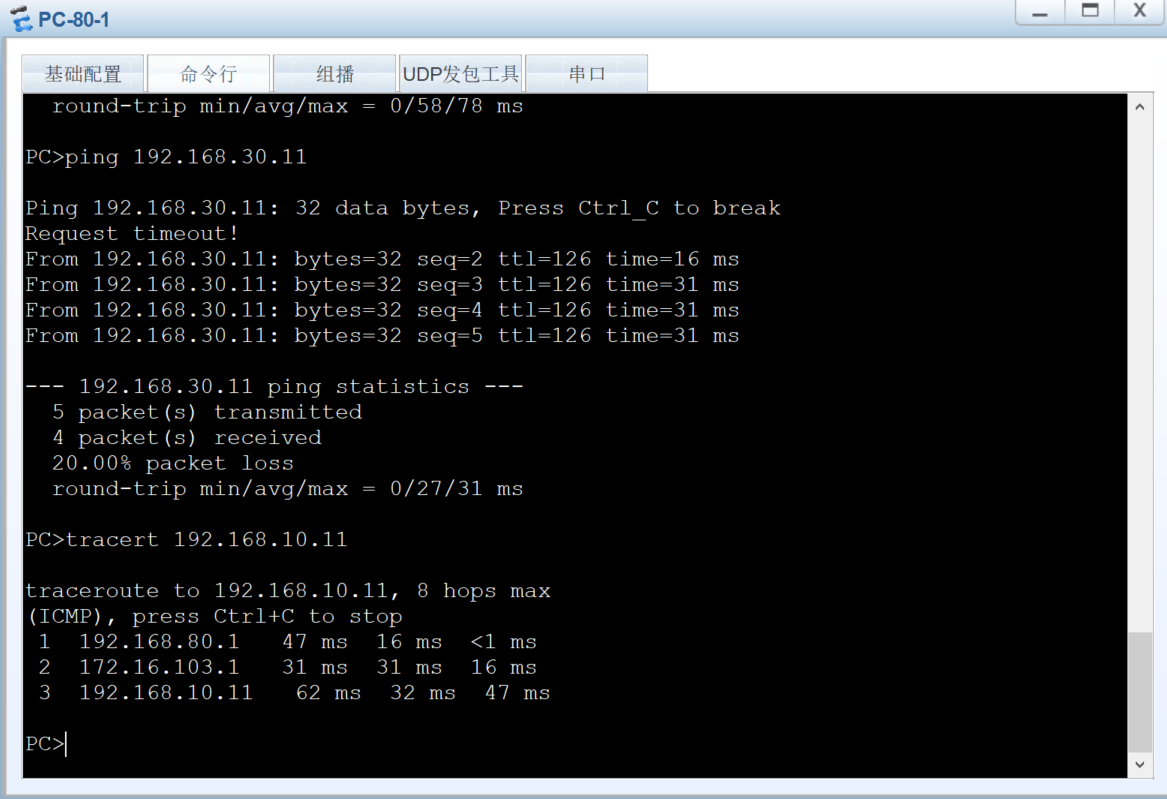 PC-80-1
基础配置 命令行 组播 UDP发包工具 串口
round-trip min/avg/max = 0/58/78 ms
PC>ping 192.168.30.11
Ping 192.168.30.11: 32 data bytes, Press Ctrl_C to break
Request timeout!
From 192.168.30.11: bytes=32 seq=2 ttl=126 time=16 ms
From 192.168.30.11: bytes=32 seq=3 ttl=126 time=31 ms
From 192.168.30.11: bytes=32 seq=4 ttl=126 time=31 ms
From 192.168.30.11: bytes=32 seq=5 ttl=126 time=31 ms
--- 192.168.30.11 ping statistics ---
5 packet(s) transmitted
4 packet(s) received
20.00% packet loss
round-trip min/avg/max = 0/27/31 ms
PC>tracert 192.168.10.11
traceroute to 192.168.10.11, 8 hops max
(ICMP), press Ctrl+C to stop
1 192.168.80.1 47 ms 16 ms <1 ms
2 172.16.103.1 31 ms 31 ms 16 ms
3 192.168.10.11 62 ms 32 ms 47 ms
PC>